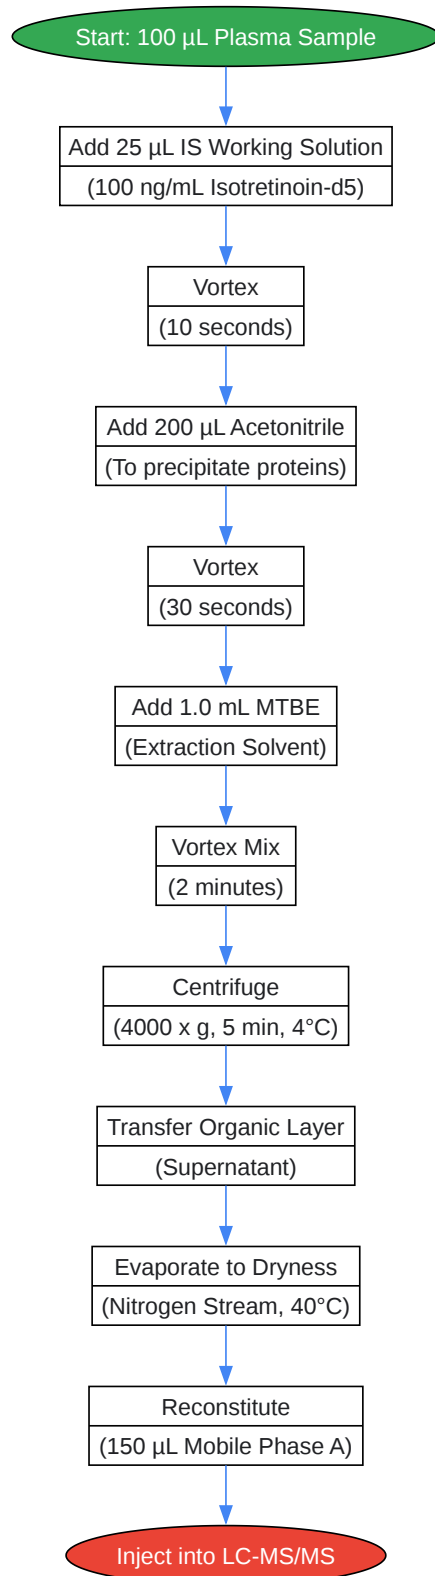 Start: 100 µL Plasma Sample
Add 25 µL IS Working Solution
(100 ng/mL Isotretinoin-d5)
Vortex
(10 seconds)
Add 200 µL Acetonitrile
(To precipitate proteins)
Vortex
(30 seconds)
Add 1.0 mL MTBE
(Extraction Solvent)
Vortex Mix
(2 minutes)
Centrifuge
(4000 x g, 5 min, 4°C)
Transfer Organic Layer
(Supernatant)
Evaporate to Dryness
(Nitrogen Stream, 40°C)
Reconstitute
(150 µL Mobile Phase A)
Inject into LC-MS/MS